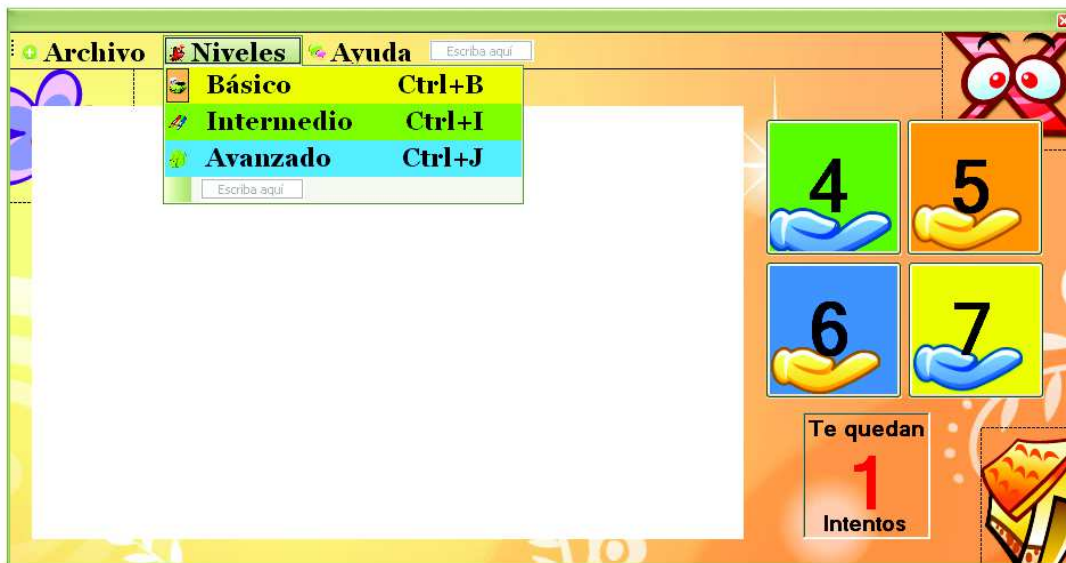 Archivo Niveles Ayuda Escriba aquí
Básico Ctrl+B
Intermedio Ctrl+I
Avanzado Ctrl+J
Escriba aquí
4 5
6 7
Te quedan
1
Intentos